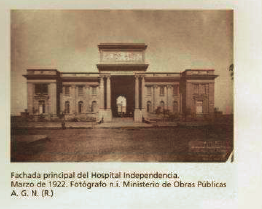 Fachada principal del Hospital Independencia.
Marzo de 1922. Fotógrafo n.i. Ministerio de Obras Públicas
A. G. N. (R.)